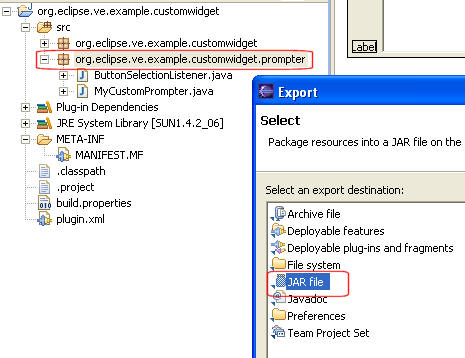 org.eclipse.ve.example.customwidget
src
org.eclipse.ve.example.customwidget
org.eclipse.ve.example.customwidget.prompter
ButtonSelectionListener.java
MyCustomPrompter.java
Plug-in Dependencies
JRE System Library [SUN1.4.2_06]
META-INF
MANIFEST.MF
.classpath
.project
build.properties
plugin.xml
Label
Export
Select
Package resources into a JAR file on the
Select an export destination:
Archive file
Deployable features
Deployable plug-ins and fragments
File system
JAR file
Javadoc
Preferences
Team Project Set